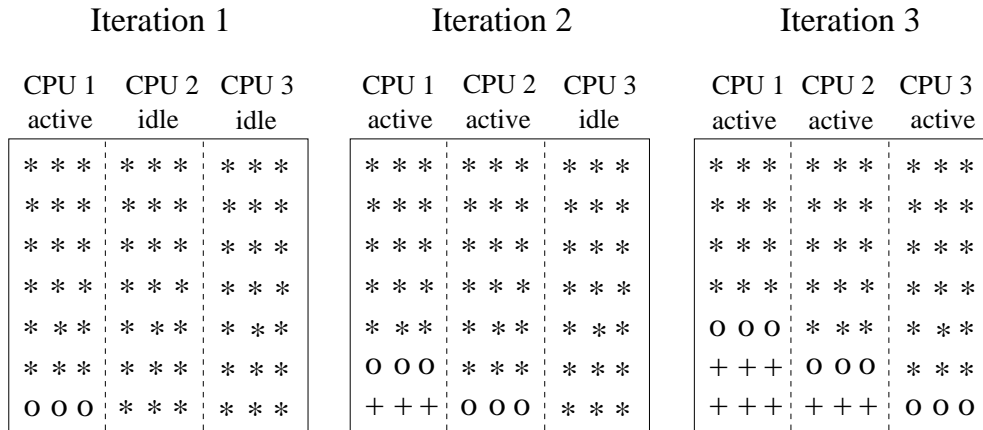 Iteration 1 Iteration 2 Iteration 3
CPU 1 CPU 2 CPU 3 CPU 1 CPU 2 CPU 3 CPU 1 CPU 2 CPU 3
active idle idle active active idle active active active
* * * * * * * * * * * * * * * * * * * * * * * * * * *
* * * * * * * * * * * * * * * * * * * * * * * * * * *
* * * * * * * * * * * * * * * * * * * * * * * * * * *
* * * * * * * * * * * * * * * * * * * * * * * * * * *
* * * * * * * * * * * * * * * * * * o o o * * * * * *
* * * * * * * * * o o o * * * * * * + + + o o o * * *
o o o * * * * * * + + + o o o * * * + + + + + + o o o